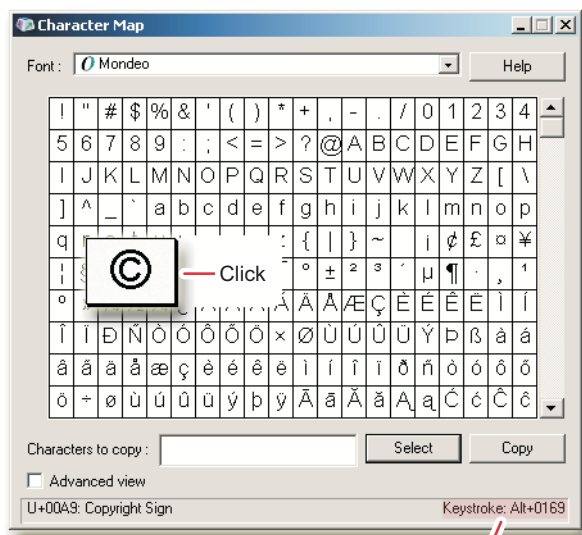 Character Map
Font : O Mondeo Help
! " # $ % & ' ( ) * + , - . / 0 1 2 3 4
5 6 7 8 9 : ; < = > ? @ A B C D E F G H
I J K L M N O P Q R S T U V W X Y Z [ \
] ^ _ ` a b c d e f g h i j k l m n o p
q { | } ~ ¡ ¢ £ ¤ ¥
¦ ° ± ² ³ ´ µ ¶ · ¸ ¹
© Click
º Ä Å Æ Ç È É Ê Ë Ì Í
Î Ï Ð Ñ Ò Ó Ô Ő Ö × Ø Ù Ú Û Ü Ý Þ ß à á
â ã ä å æ ç è é ê ë ì í î ï ð ñ ò ó ô ő
ö ÷ ø ù ú û ü ý þ ÿ Ā ā Ă ă Ą ą Ć ć Ĉ ĉ
Characters to copy : Select Copy
Advanced view
U+00A9: Copyright Sign Keystroke: Alt+0169